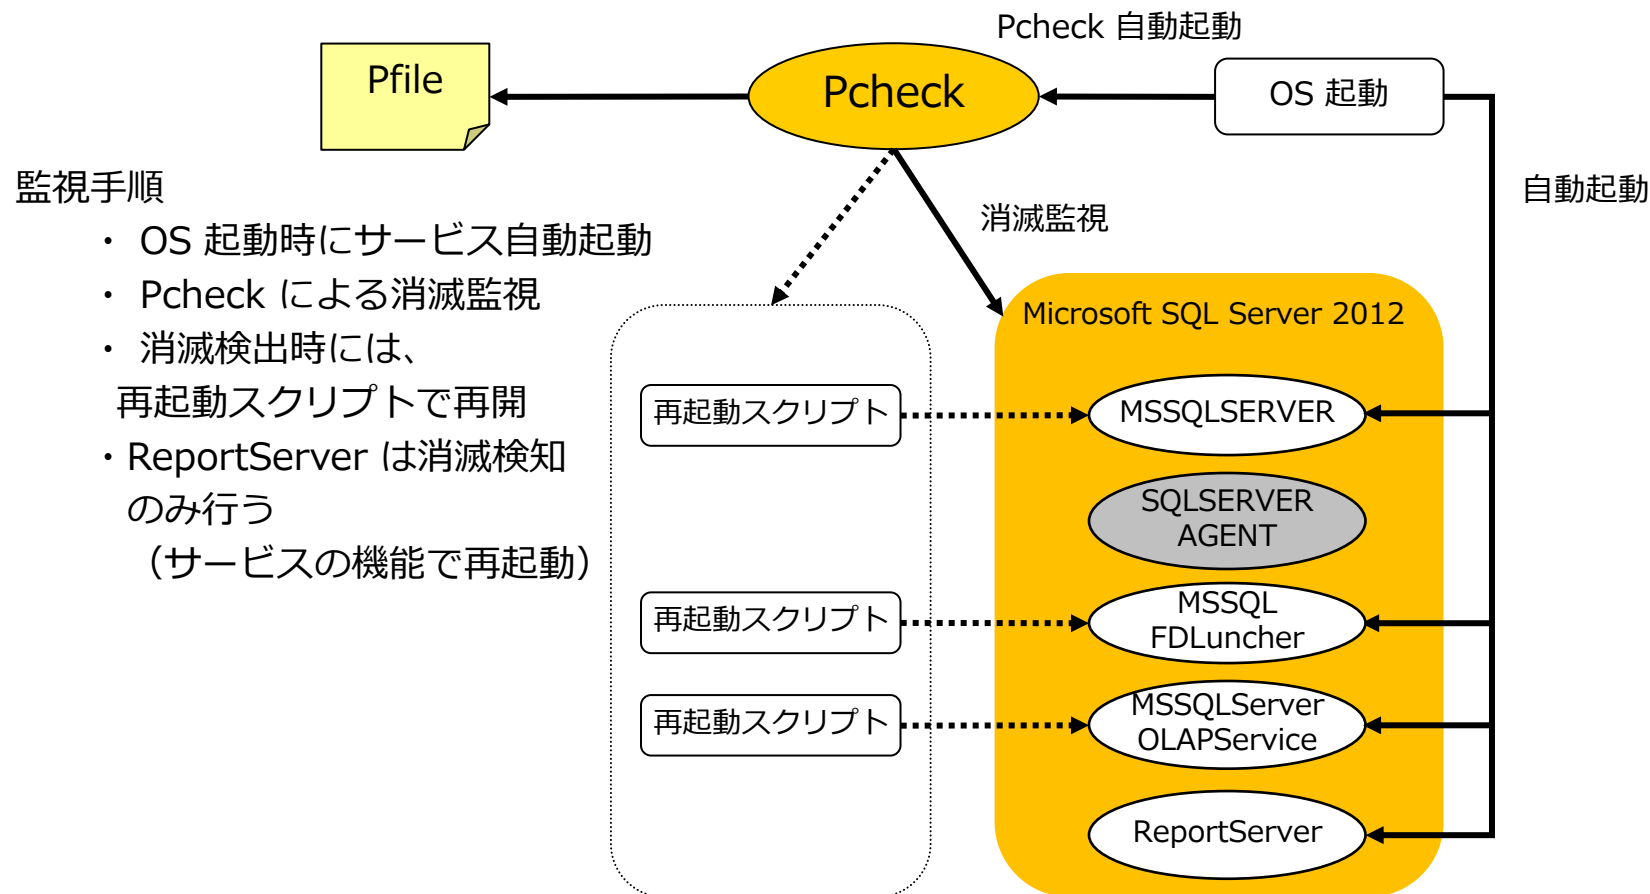 Pcheck 自動起動
Pfile
Pcheck
OS 起動
監視手順
・ OS 起動時にサービス自動起動
・ Pcheck による消滅監視
・ 消滅検出時には、
再起動スクリプトで再開
・ReportServer は消滅検知
のみ行う
（サービスの機能で再起動）
消滅監視
自動起動
Microsoft SQL Server 2012
再起動スクリプト
MSSQLSERVER
SQLSERVER
AGENT
再起動スクリプト
MSSQL
FDLuncher
再起動スクリプト
MSSQLServer
OLAPService
ReportServer